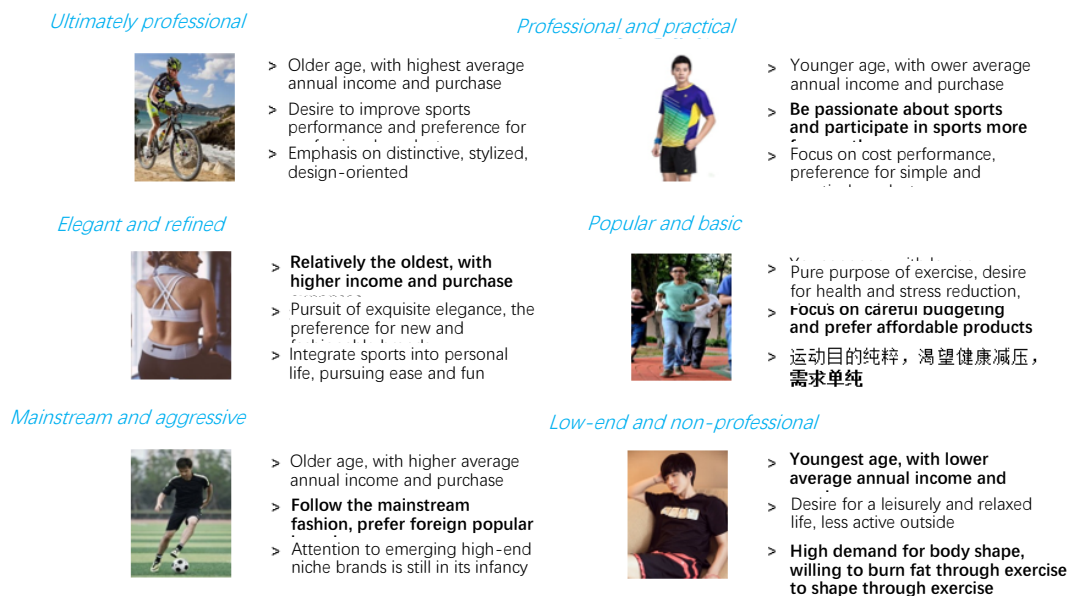 Ultimately professional
> Older age, with highest average
annual income and purchase
> Desire to improve sports
performance and preference for
> Emphasis on distinctive, stylized,
design-oriented
Professional and practical
> Younger age, with ower average
annual income and purchase
> Be passionate about sports
and participate in sports more
> Focus on cost performance,
preference for simple and
Elegant and refined
> Relatively the oldest, with
higher income and purchase
> Pursuit of exquisite elegance, the
preference for new and
> Integrate sports into personal
life, pursuing ease and fun
Popular and basic
> Pure purpose of exercise, desire
for health and stress reduction,
> Focus on careful budgeting
and prefer affordable products
> 运动目的纯粹，渴望健康减压，
需求单纯
Mainstream and aggressive
> Older age, with higher average
annual income and purchase
> Follow the mainstream
fashion, prefer foreign popular
> Attention to emerging high-end
niche brands is still in its infancy
Low-end and non-professional
> Youngest age, with lower
average annual income and
> Desire for a leisurely and relaxed
life, less active outside
> High demand for body shape,
willing to burn fat through exercise
to shape through exercise